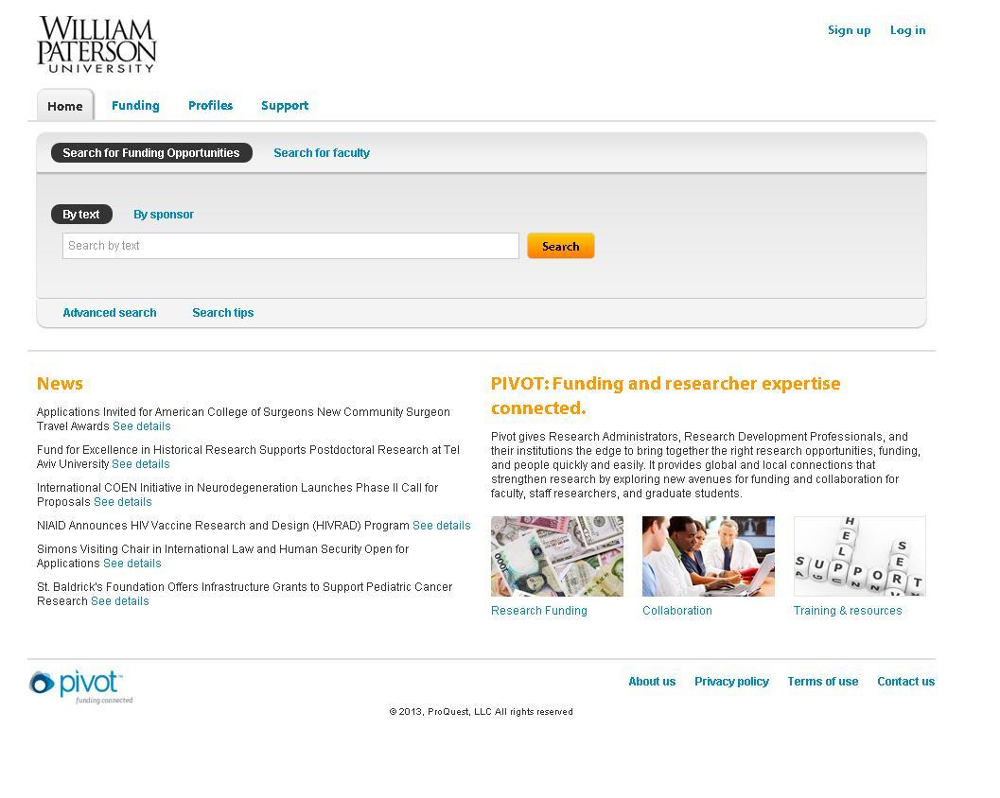 WILLIAM
PATERSON
UNIVERSITY
Sign up Log in
Home Funding Profiles Support
Search for Funding Opportunities Search for faculty
By text By sponsor
Search by text Search
Advanced search Search tips
News
Applications Invited for American College of Surgeons New Community Surgeon
Travel Awards See details
Fund for Excellence in Historical Research Supports Postdoctoral Research at Tel
Aviv University See details
International COEN Initiative in Neurodegeneration Launches Phase II Call for
Proposals See details
NIAID Announces HIV Vaccine Research and Design (HIVRAD) Program See details
Simons Visiting Chair in International Law and Human Security Open for
Applications See details
St. Baldrick's Foundation Offers Infrastructure Grants to Support Pediatric Cancer
Research See details
PIVOT: Funding and researcher expertise
connected.
Pivot gives Research Administrators, Research Development Professionals, and
their institutions the edge to bring together the right research opportunities, funding,
and people quickly and easily. It provides global and local connections that
strengthen research by exploring new avenues for funding and collaboration for
faculty, staff researchers, and graduate students.
1000
HELP
SUPPORT
SERV
Research Funding Collaboration Training & resources
pivot™
funding connected
About us Privacy policy Terms of use Contact us
© 2013, ProQuest, LLC All rights reserved